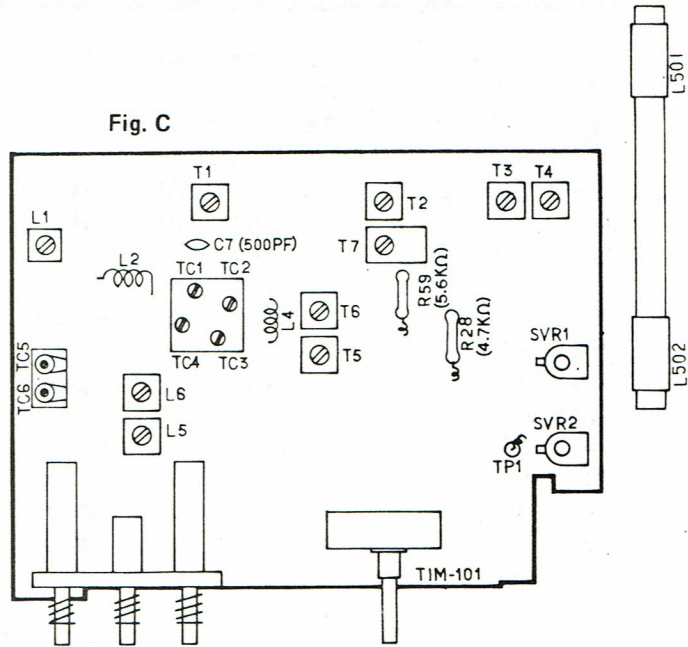 L501
Fig. C
T1
T3 T4
L1
T2
C7 (500PF)
T7
L2
TC1 TC2
R59
(5.6KΩ)
L4
T6
R28
(4.7KΩ)
SVR1
TC5
TC4 TC3
T5
L502
TC6
L6
SVR2
L5
TP1
TIM-101